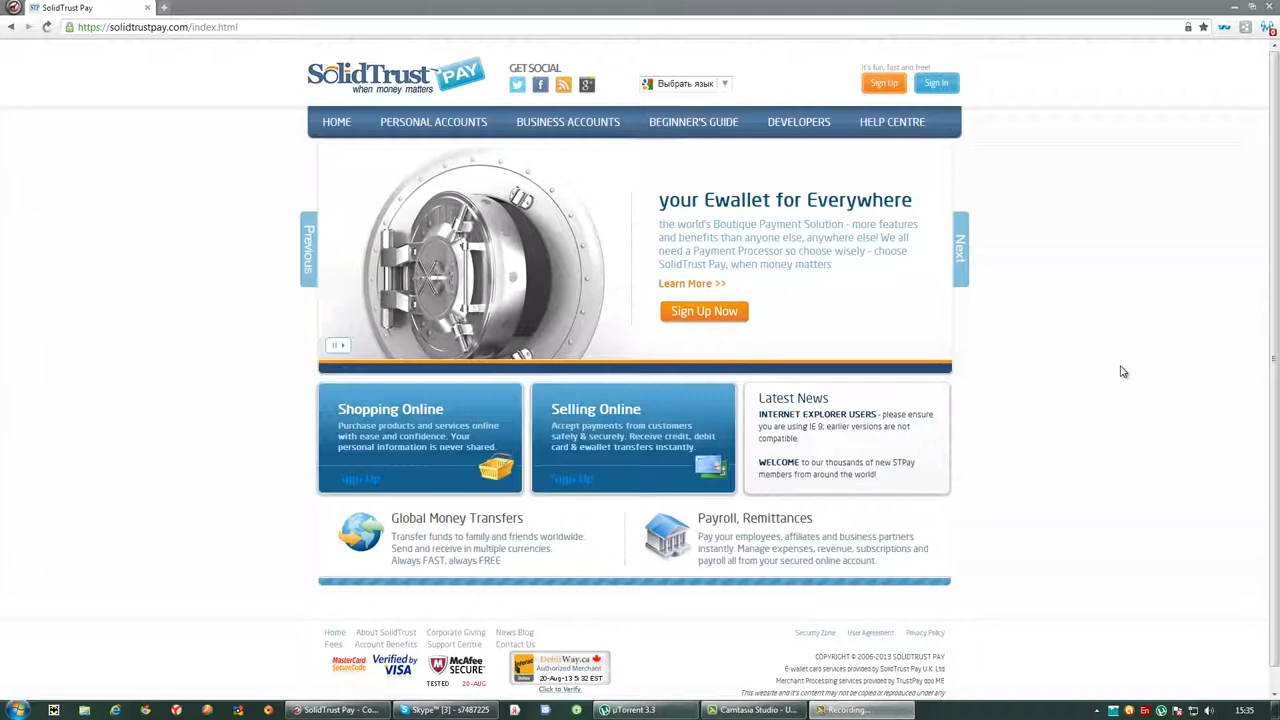 SolidTrust Pay
https://solidtrustpay.com/index.html
SolidTrust PAY
when money matters
GET SOCIAL
Выбрать язык
it's fun, fast and free!
Sign Up
Sign In
HOME
PERSONAL ACCOUNTS
BUSINESS ACCOUNTS
BEGINNER'S GUIDE
DEVELOPERS
HELP CENTRE
Previous
your Ewallet for Everywhere
the world's Boutique Payment Solution - more features
and benefits than anyone else, anywhere else! We all
need a Payment Processor so choose wisely - choose
SolidTrust Pay, when money matters
Learn More >>
Sign Up Now
Next
Shopping Online
Purchase products and services online
with ease and confidence. Your
personal information is never shared.
Sign Up
Selling Online
Accept payments from customers
safely & securely. Receive credit, debit
card & ewallet transfers instantly.
Sign Up
Latest News
INTERNET EXPLORER USERS - please ensure
you are using IE 9; earlier versions are not
compatible.
WELCOME to our thousands of new STPay
members from around the world!
Global Money Transfers
Transfer funds to family and friends worldwide.
Send and receive in multiple currencies.
Always FAST, always FREE
Payroll, Remittances
Pay your employees, affiliates and business partners
instantly. Manage expenses, revenue, subscriptions and
payroll all from your secured online account.
Home
About SolidTrust
Corporate Giving
News Blog
Fees
Account Benefits
Support Centre
Contact Us
MasterCard
SecureCode
Verified by
VISA
McAfee
SECURE
TESTED 20-AUG
DebitWay.ca
Authorized Merchant
20-Aug-13 5:32 EST
Click to Verify
Security Zone
User Agreement
Privacy Policy
COPYRIGHT © 2006-2013 SOLIDTRUST PAY
E-wallet card services provided by SolidTrust Pay U.K. Ltd
Merchant Processing services provided by TrustPay doo ME
This website and it's content may not be copied or reproduced under any
SolidTrust Pay - Co...
Skype™ [3] - s7487225
µTorrent 3.3
Camtasia Studio - U...
Recording...
En
15:35